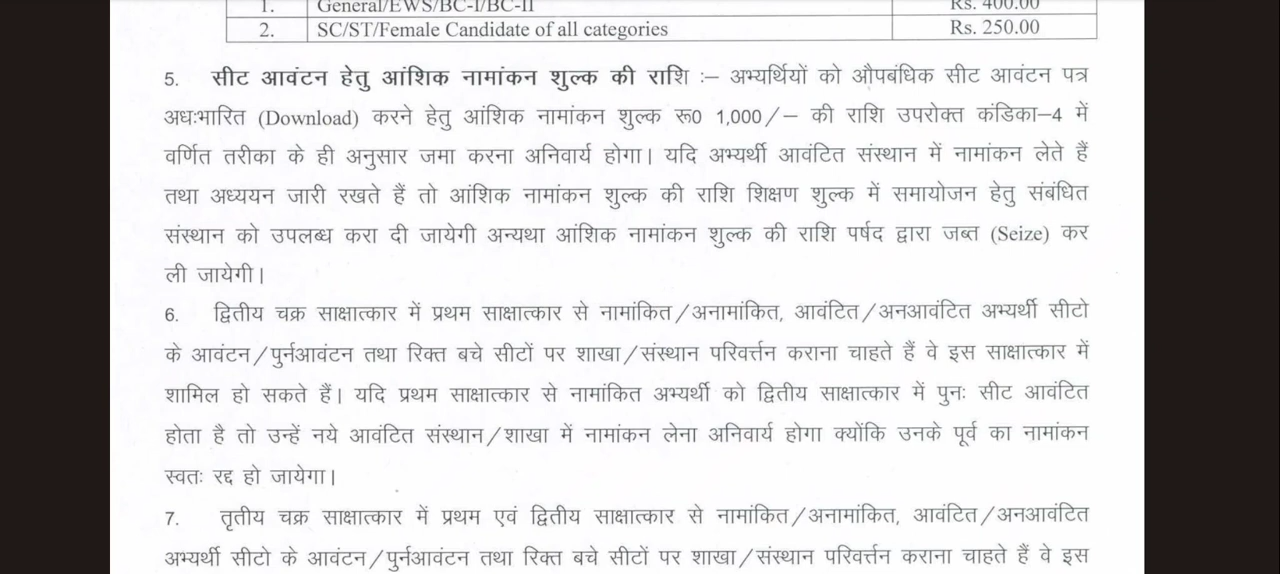 1. General/EWS/BC-I/BC-II Rs. 400.00
2. SC/ST/Female Candidate of all categories Rs. 250.00
5. सीट आवंटन हेतु आंशिक नामांकन शुल्क की राशि :– अभ्यर्थियों को औपबंधिक सीट आवंटन पत्र
अधःभारित (Download) करने हेतु आंशिक नामांकन शुल्क रू0 1,000/– की राशि उपरोक्त कंडिका–4 में
वर्णित तरीका के ही अनुसार जमा करना अनिवार्य होगा। यदि अभ्यर्थी आवंटित संस्थान में नामांकन लेते हैं
तथा अध्ययन जारी रखते हैं तो आंशिक नामांकन शुल्क की राशि शिक्षण शुल्क में समायोजन हेतु संबंधित
संस्थान को उपलब्ध करा दी जायेगी अन्यथा आंशिक नामांकन शुल्क की राशि पर्षद द्वारा जब्त (Seize) कर
ली जायेगी।
6. द्वितीय चक्र साक्षात्कार में प्रथम साक्षात्कार से नामांकित/अनामांकित, आवंटित/अनआवंटित अभ्यर्थी सीटो
के आवंटन/पुर्नआवंटन तथा रिक्त बचे सीटों पर शाखा/संस्थान परिवर्त्तन कराना चाहते हैं वे इस साक्षात्कार में
शामिल हो सकते हैं। यदि प्रथम साक्षात्कार से नामांकित अभ्यर्थी को द्वितीय साक्षात्कार में पुनः सीट आवंटित
होता है तो उन्हें नये आवंटित संस्थान/शाखा में नामांकन लेना अनिवार्य होगा क्योंकि उनके पूर्व का नामांकन
स्वतः रद्द हो जायेगा।
7. तृतीय चक्र साक्षात्कार में प्रथम एवं द्वितीय साक्षात्कार से नामांकित/अनामांकित, आवंटित/अनआवंटित
अभ्यर्थी सीटो के आवंटन/पुर्नआवंटन तथा रिक्त बचे सीटों पर शाखा/संस्थान परिवर्त्तन कराना चाहते हैं वे इस